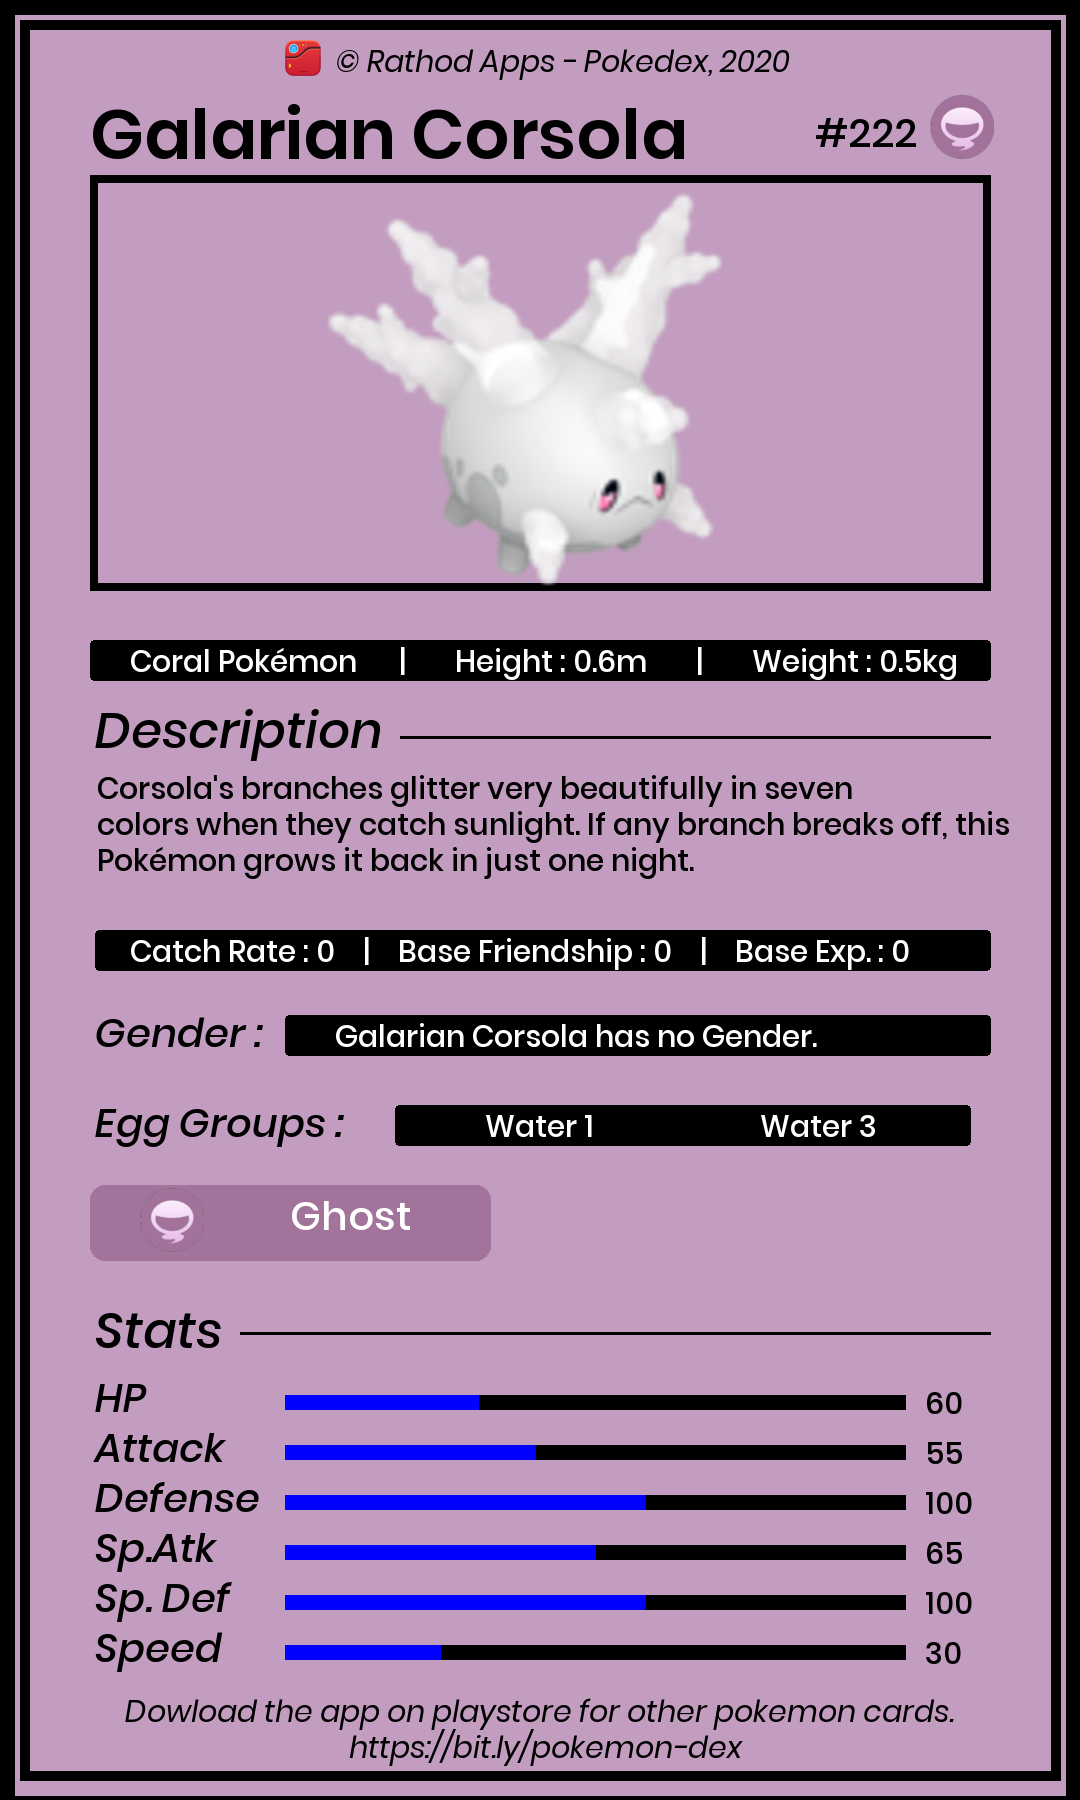 © Rathod Apps - Pokedex, 2020
Galarian Corsola #222
Coral Pokémon | Height : 0.6m | Weight : 0.5kg
Description
Corsola's branches glitter very beautifully in seven
colors when they catch sunlight. If any branch breaks off, this
Pokémon grows it back in just one night.
Catch Rate : 0 | Base Friendship : 0 | Base Exp. : 0
Gender : Galarian Corsola has no Gender.
Egg Groups : Water 1 Water 3
Ghost
Stats
HP 60
Attack 55
Defense 100
Sp.Atk 65
Sp. Def 100
Speed 30
Dowload the app on playstore for other pokemon cards.
https://bit.ly/pokemon-dex